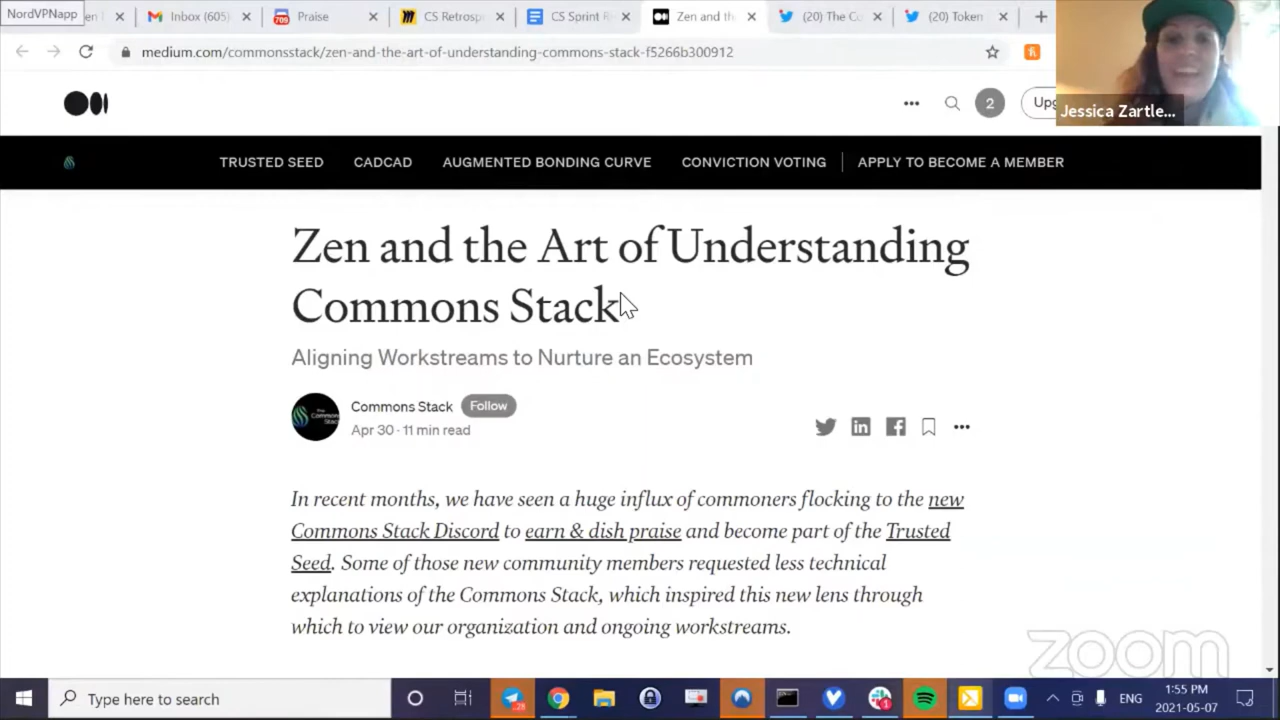 NordVPNapp
Inbox (605)
Praise
CS Retrosp
CS Sprint R
Zen and th
(20) The Co
(20) Token
medium.com/commonsstack/zen-and-the-art-of-understanding-commons-stack-f5266b300912
2
Upg
Jessica Zartle...
TRUSTED SEED
CADCAD
AUGMENTED BONDING CURVE
CONVICTION VOTING
APPLY TO BECOME A MEMBER
Zen and the Art of Understanding
Commons Stack
Aligning Workstreams to Nurture an Ecosystem
Commons Stack Follow
Apr 30 · 11 min read
In recent months, we have seen a huge influx of commoners flocking to the new
Commons Stack Discord to earn & dish praise and become part of the Trusted
Seed. Some of those new community members requested less technical
explanations of the Commons Stack, which inspired this new lens through
which to view our organization and ongoing workstreams.
zoom
Type here to search
ENG
1:55 PM
2021-05-07